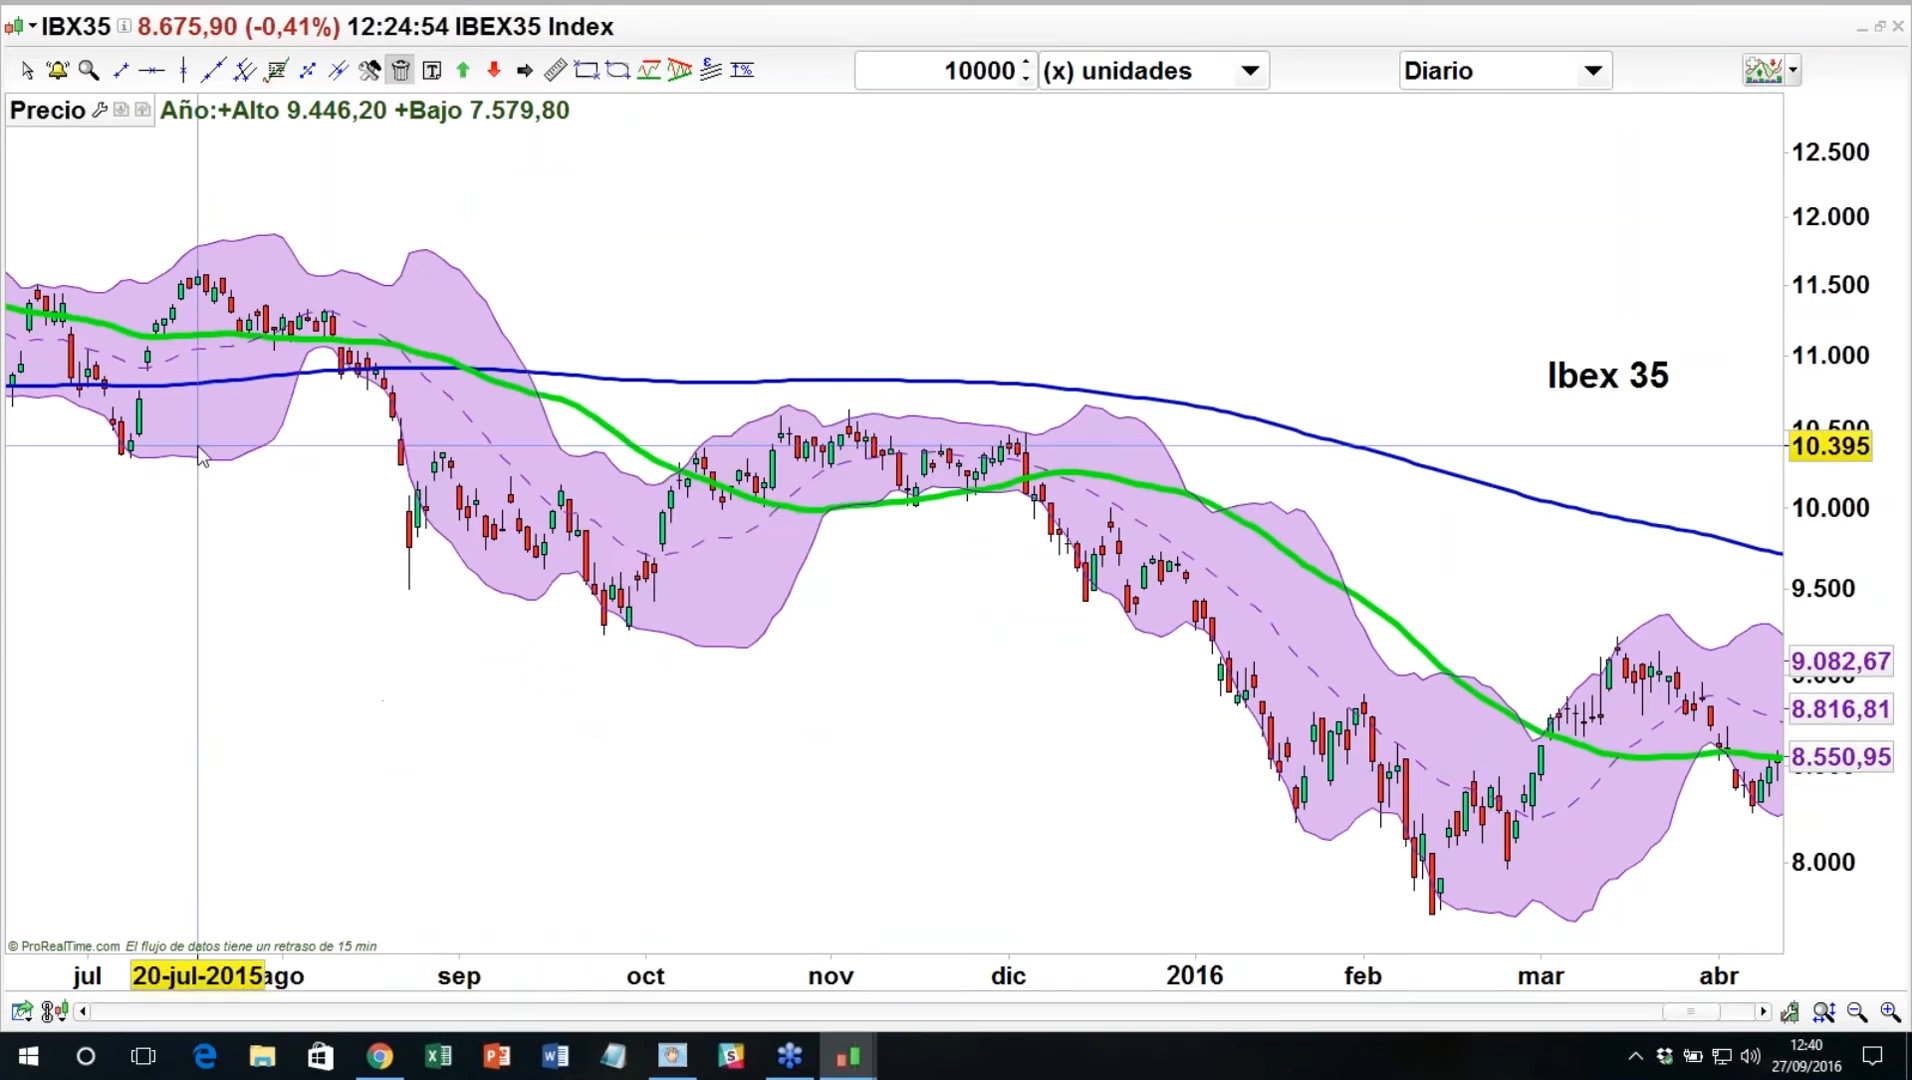 IBX35 8.675,90 (-0,41%) 12:24:54 IBEX35 Index
10000 (x) unidades Diario
Precio Año:+Alto 9.446,20 +Bajo 7.579,80
12.500
12.000
11.500
11.000
Ibex 35
10.500
10.395
10.000
9.500
9.082,67
9.000
8.816,81
8.550,95
8.000
© ProRealTime.com El flujo de datos tiene un retraso de 15 min
jul 20-jul-2015 ago sep oct nov dic 2016 feb mar abr
12:40
27/09/2016